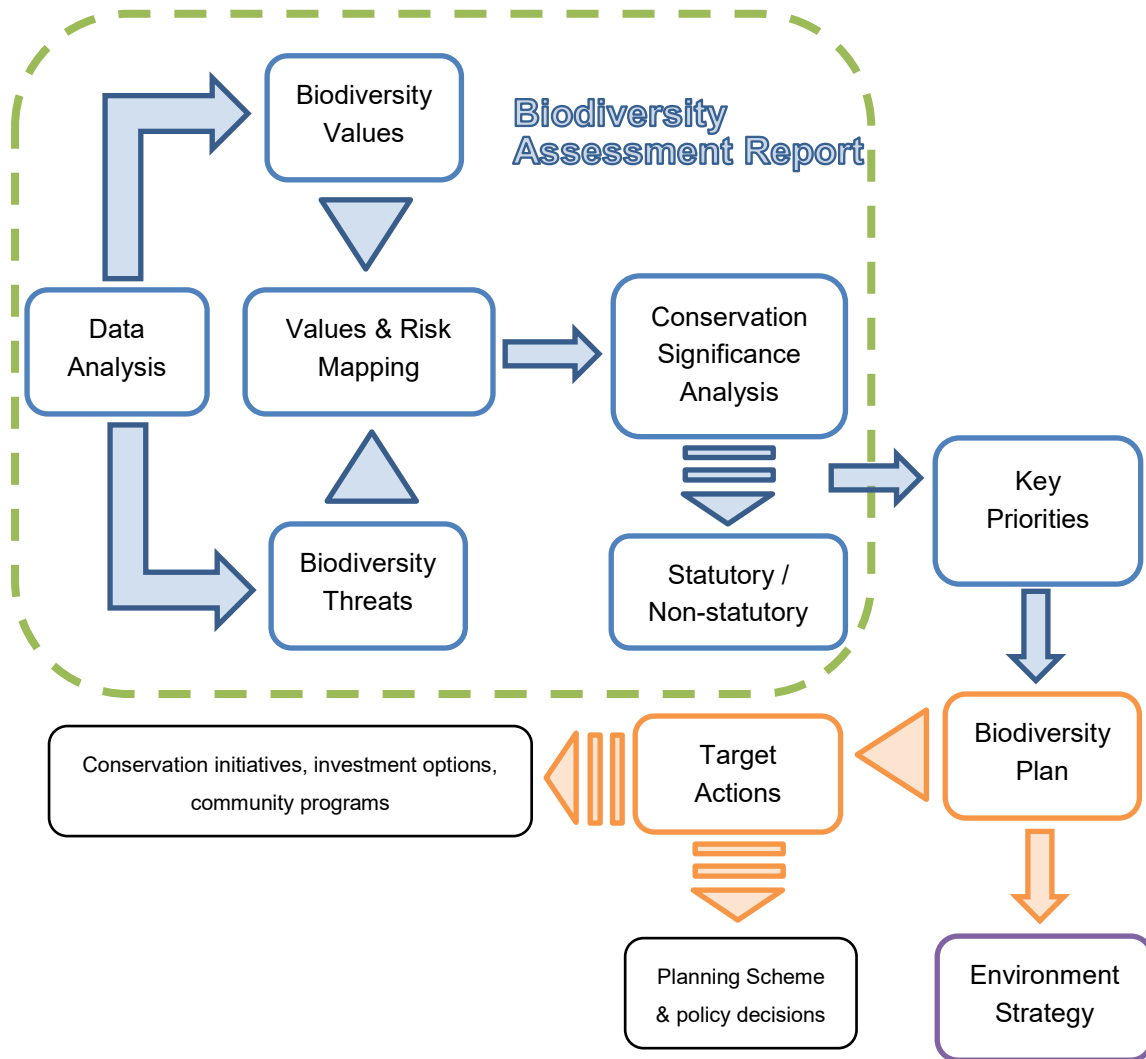 Biodiversity
Values
Biodiversity
Assessment Report
Data
Analysis
Values & Risk
Mapping
Conservation
Significance
Analysis
Biodiversity
Threats
Statutory /
Non-statutory
Key
Priorities
Biodiversity
Plan
Target
Actions
Conservation initiatives, investment options,
community programs
Planning Scheme
& policy decisions
Environment
Strategy